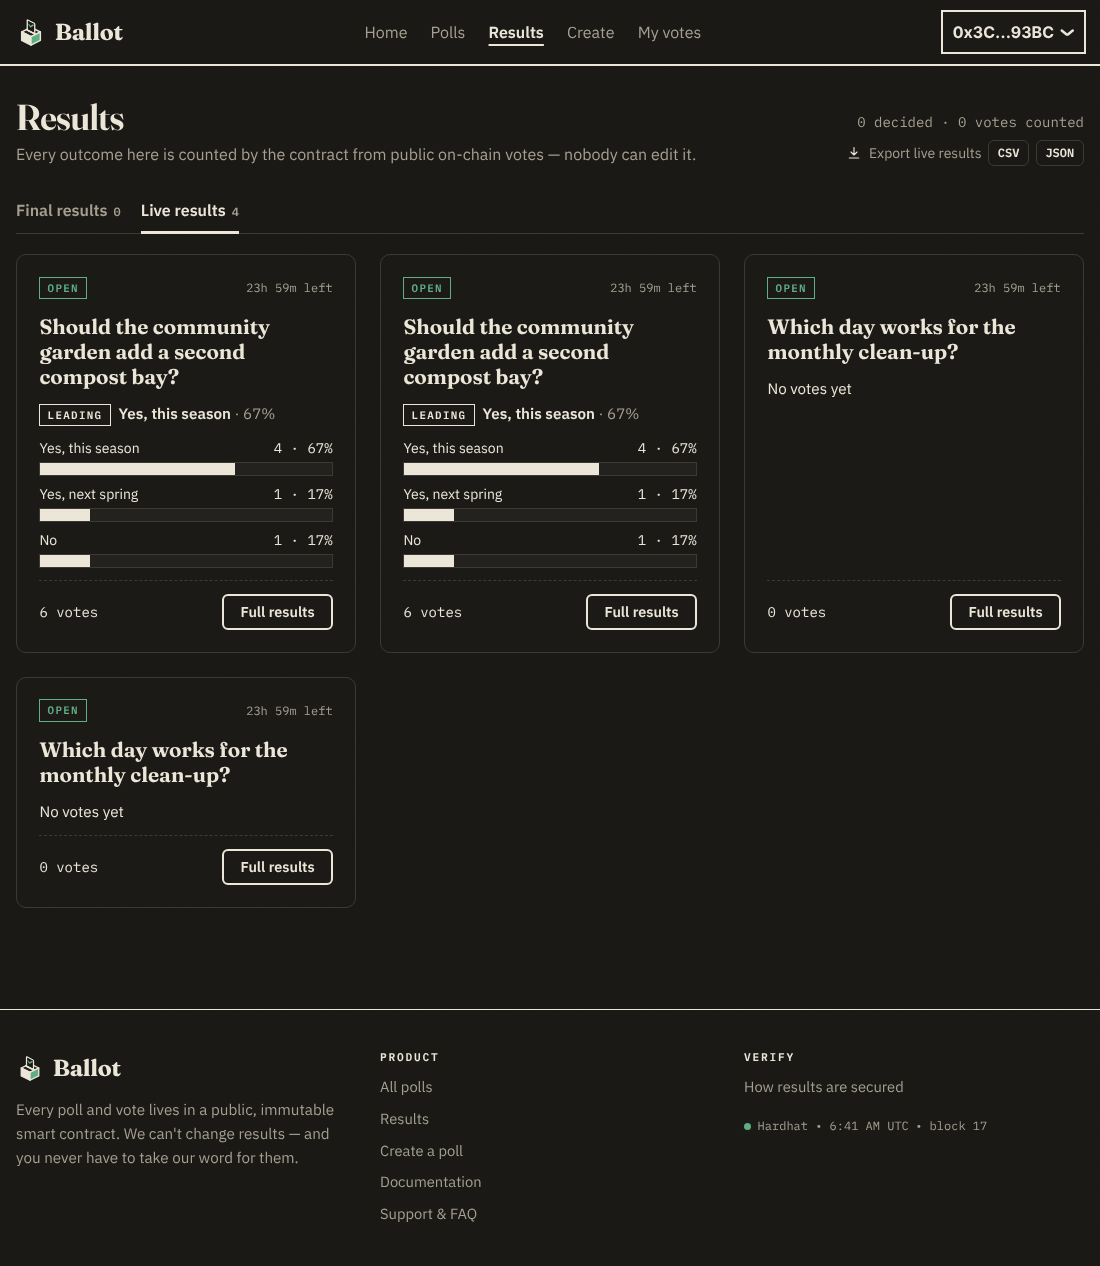 Ballot
Home Polls Results Create My votes
0x3C...93BC
Results
0 decided · 0 votes counted
Every outcome here is counted by the contract from public on-chain votes — nobody can edit it.
Export live results CSV JSON
Final results 0 Live results 4
OPEN 23h 59m left
Should the community
garden add a second
compost bay?
LEADING Yes, this season · 67%
Yes, this season 4 · 67%
Yes, next spring 1 · 17%
No 1 · 17%
6 votes Full results
OPEN 23h 59m left
Should the community
garden add a second
compost bay?
LEADING Yes, this season · 67%
Yes, this season 4 · 67%
Yes, next spring 1 · 17%
No 1 · 17%
6 votes Full results
OPEN 23h 59m left
Which day works for the
monthly clean-up?
No votes yet
0 votes Full results
OPEN 23h 59m left
Which day works for the
monthly clean-up?
No votes yet
0 votes Full results
Ballot
Every poll and vote lives in a public, immutable
smart contract. We can't change results — and
you never have to take our word for them.
PRODUCT
All polls
Results
Create a poll
Documentation
Support & FAQ
VERIFY
How results are secured
Hardhat • 6:41 AM UTC • block 17